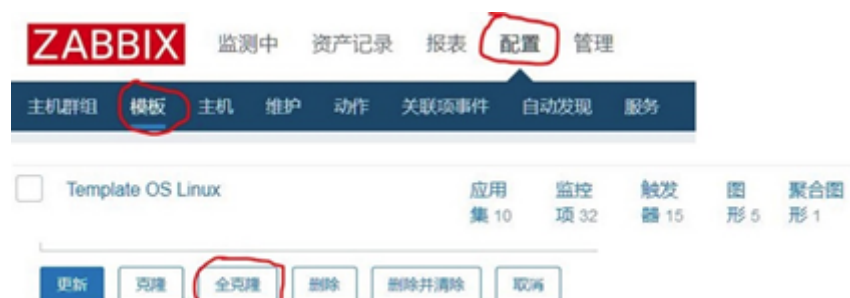 ZABBIX 监测中 资产记录 报表 配置 管理
主机群组 模板 主机 维护 动作 关联项事件 自动发现 服务
Template OS Linux 应用 监控 触发 图 聚合图
集 10 项 32 器 15 形 5 形 1
更新 克隆 全克隆 删除 删除并清除 取消